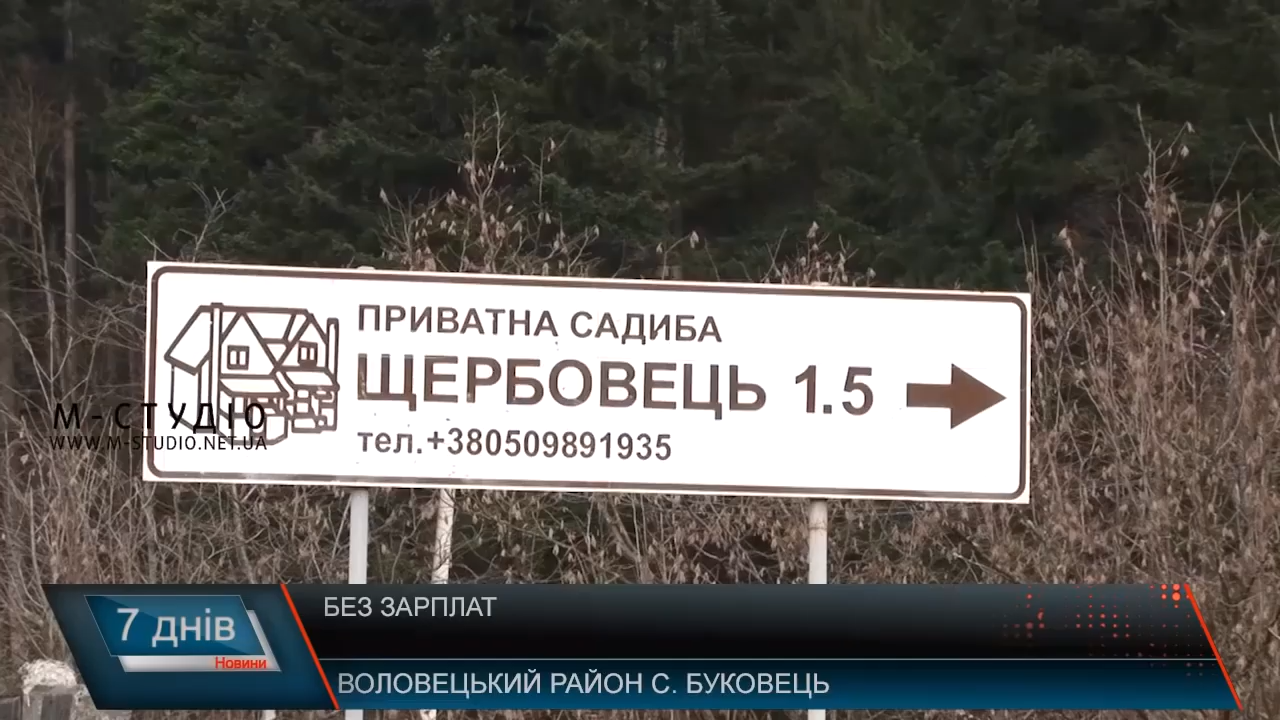 ПРИВАТНА САДИБА
ЩЕРБОВЕЦЬ 1.5
тел.+380509891935
М-СТУДІО
WWW.M-STUDIO.NET.UA
7 днів
Новини
БЕЗ ЗАРПЛАТ
ВОЛОВЕЦЬКИЙ РАЙОН С. БУКОВЕЦЬ